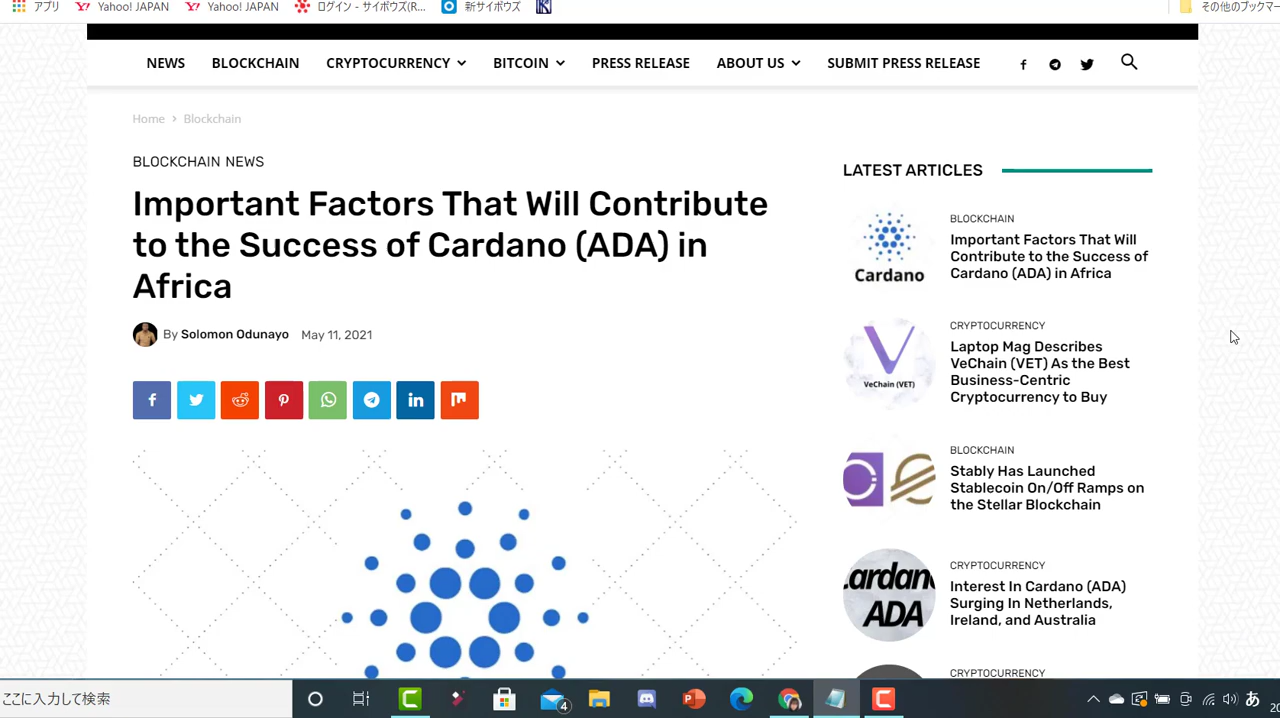 アプリ Yahoo! JAPAN Yahoo! JAPAN ログイン - サイボウズ(R... 新サイボウズ その他のブックマー
NEWS BLOCKCHAIN CRYPTOCURRENCY BITCOIN PRESS RELEASE ABOUT US SUBMIT PRESS RELEASE
Home > Blockchain
BLOCKCHAIN NEWS
Important Factors That Will Contribute
to the Success of Cardano (ADA) in
Africa
By Solomon Odunayo May 11, 2021
LATEST ARTICLES
Cardano
BLOCKCHAIN
Important Factors That Will
Contribute to the Success of
Cardano (ADA) in Africa
VeChain (VET)
CRYPTOCURRENCY
Laptop Mag Describes
VeChain (VET) As the Best
Business-Centric
Cryptocurrency to Buy
BLOCKCHAIN
Stably Has Launched
Stablecoin On/Off Ramps on
the Stellar Blockchain
ardan
ADA
CRYPTOCURRENCY
Interest In Cardano (ADA)
Surging In Netherlands,
Ireland, and Australia
CRYPTOCURRENCY
ここに入力して検索 4 あ 20